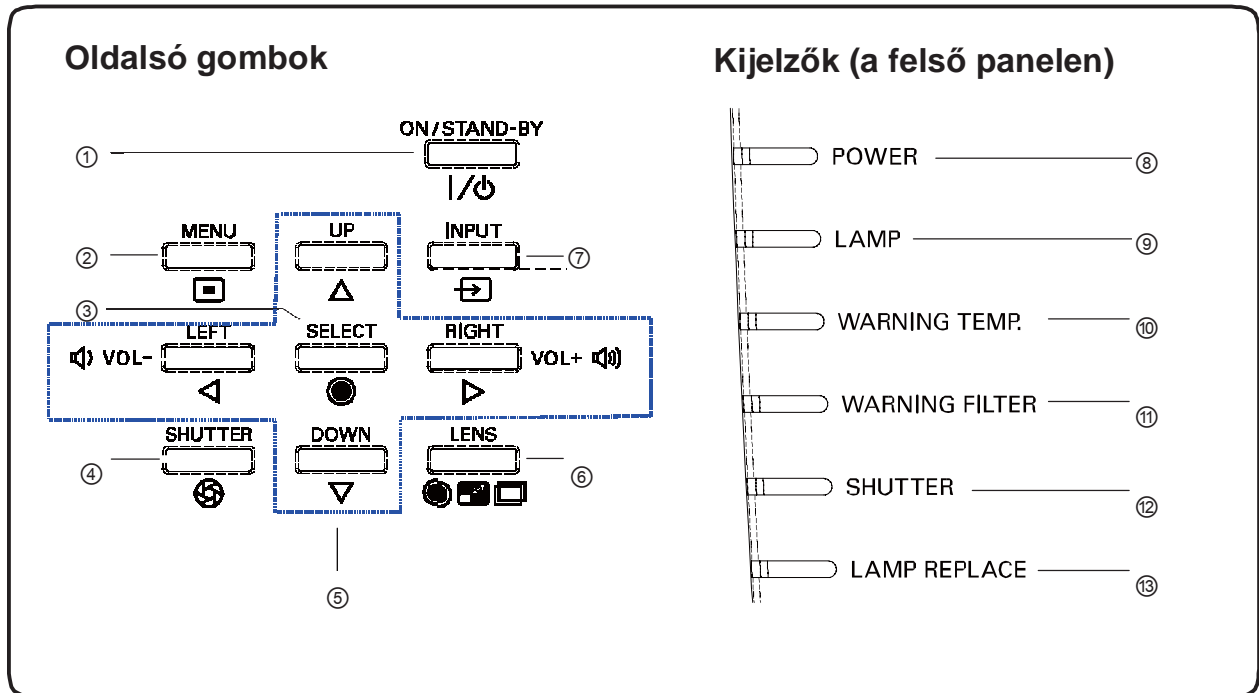 Oldalsó gombok
ON/STAND-BY
①
MENU
UP
INPUT
②
⑦
③
LEFT
SELECT
RIGHT
VOL-
VOL+
SHUTTER
DOWN
LENS
④
⑥
⑤
Kijelzők (a felső panelen)
POWER ⑧
LAMP ⑨
WARNING TEMP. ⑩
WARNING FILTER ⑪
SHUTTER ⑫
LAMP REPLACE ⑬